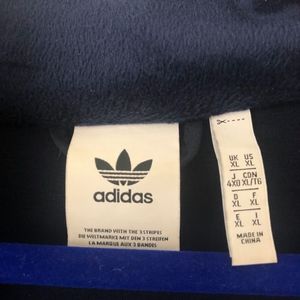 adidas
THE BRAND WITH THE 3 STRIPES
DIE WELTMARKE MIT DEN 3 STREIFEN
LA MARQUE AUX 3 BANDES
UK US
XL XL
J CDN
4XO XL/TG
D F
XL XL
E I
XL XL
MADE IN
CHINA